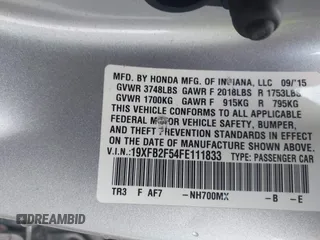 MFD. BY HONDA MFG. OF INDIANA, LLC 09/'15
GVWR 3748LBS GAWR F 2018LBS R 1753LBS
GVWR 1700KG GAWR F 915KG R 795KG
THIS VEHICLE CONFORMS TO ALL APPLICABLE
FEDERAL MOTOR VEHICLE SAFETY, BUMPER,
AND THEFT PREVENTION STANDARDS IN EFFECT
ON THE DATE OF MANUFACTURE SHOWN ABOVE.
V.I.N.:19XFB2F54FE111833 TYPE: PASSENGER CAR
TR3 F AF7 -NH700MX -B -E
DREAMBID